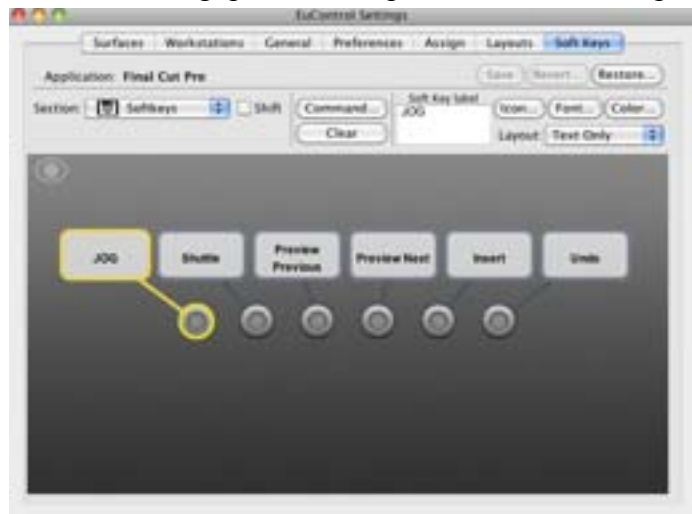 EuControl Settings
Surfaces Workstations General Preferences Assign Layouts Soft Keys
Application: Final Cut Pro Save Revert... Restore...
Section: Softkeys Shift Command... Soft Key label Icon... Font... Color...
JOG
Clear Layout: Text Only
JOG Shuttle Preview Previous Preview Next Insert Undo